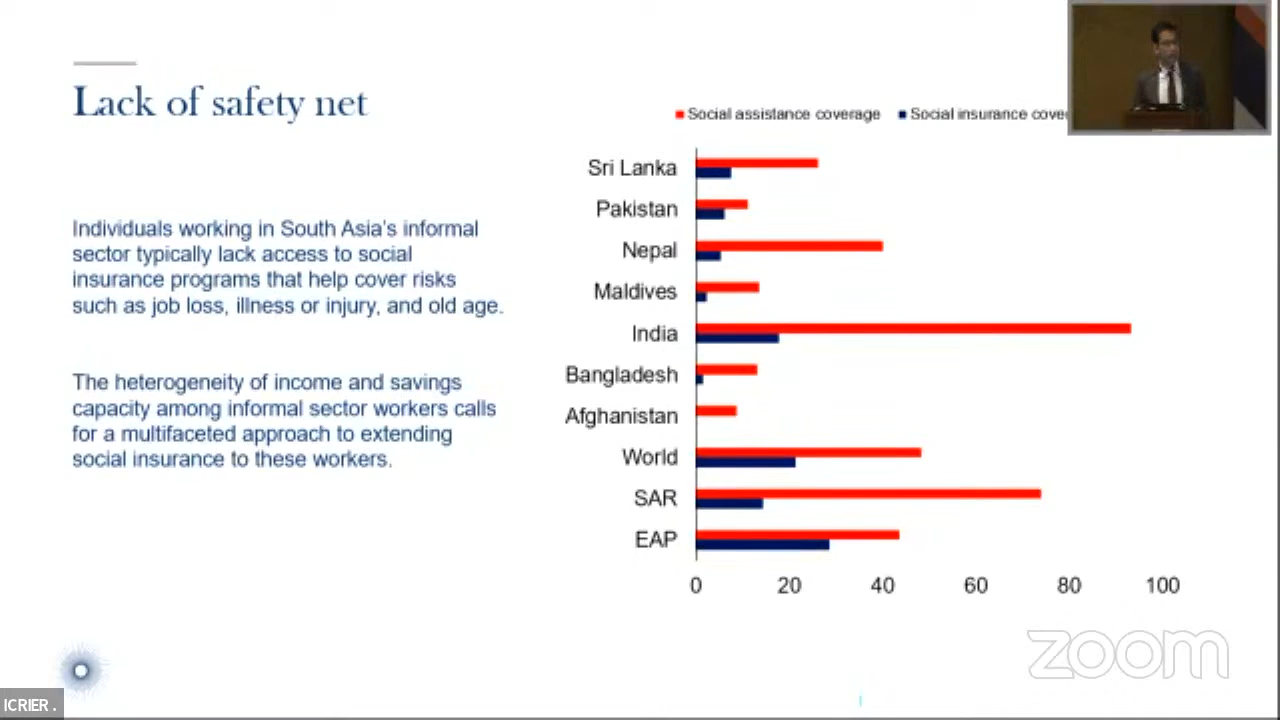 Lack of safety net
Individuals working in South Asia's informal
sector typically lack access to social
insurance programs that help cover risks
such as job loss, illness or injury, and old age.
The heterogeneity of income and savings
capacity among informal sector workers calls
for a multifaceted approach to extending
social insurance to these workers.
Social assistance coverage Social insurance cove
Sri Lanka
Pakistan
Nepal
Maldives
India
Bangladesh
Afghanistan
World
SAR
EAP
0 20 40 60 80 100
zoom
ICRIER .